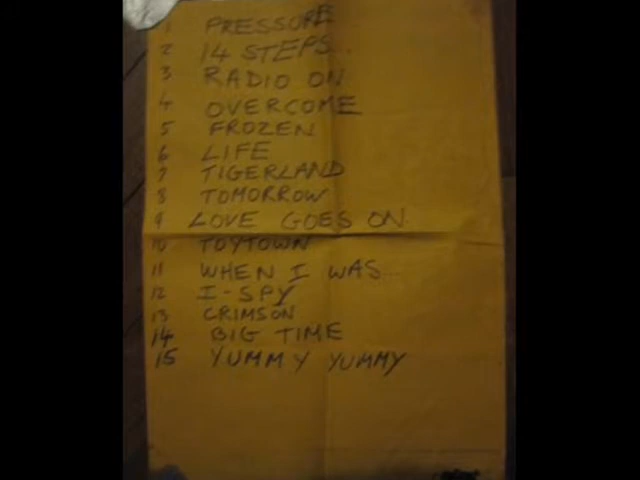 1 PRESSURE
2 14 STEPS...
3 RADIO ON
4 OVERCOME
5 FROZEN
6 LIFE
7 TIGERLAND
8 TOMORROW
9 LOVE GOES ON
10 TOYTOWN
11 WHEN I WAS...
12 I-SPY
13 CRIMSON
14 BIG TIME
15 YUMMY YUMMY